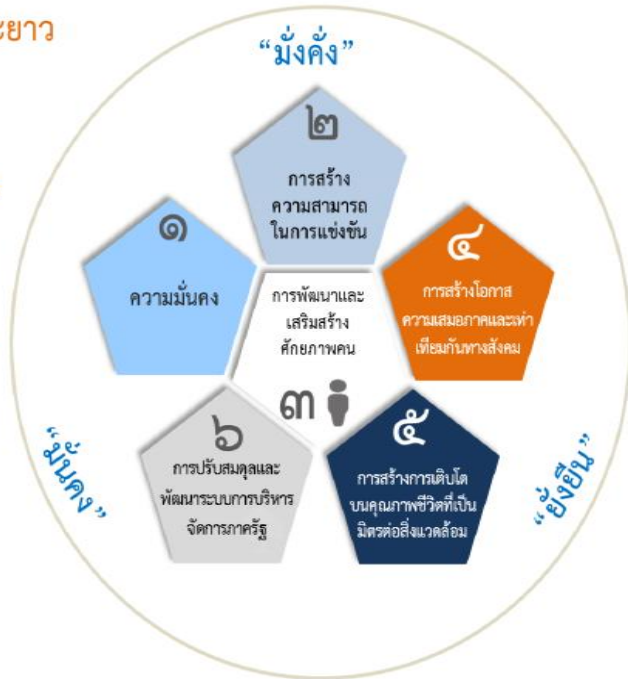 ะยาว
“มั่งคั่ง”
๒
การสร้าง
ความสามารถ
ในการแข่งขัน
๑
ความมั่นคง
๔
การสร้างโอกาส
ความเสมอภาคและเท่า
เทียมกันทางสังคม
การพัฒนาและ
เสริมสร้าง
ศักยภาพคน
๓
๖
การปรับสมดุลและ
พัฒนาระบบการบริหาร
จัดการภาครัฐ
๕
การสร้างการเติบโต
บนคุณภาพชีวิตที่เป็น
มิตรต่อสิ่งแวดล้อม
“มั่นคง”
“ยั่งยืน”